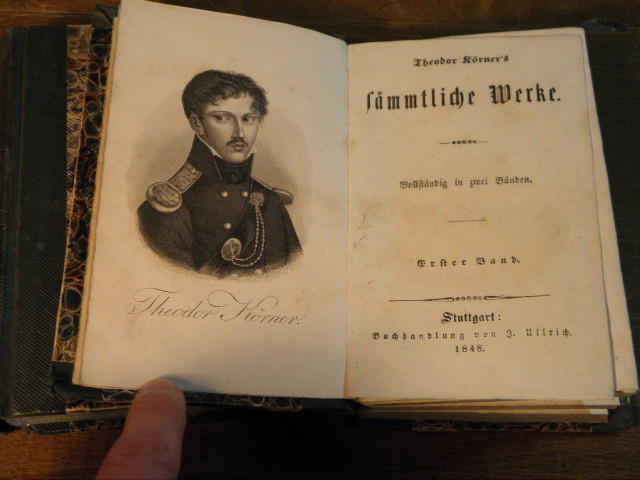 Theodor Körner.
Theodor Körner's
sämmtliche Werke.
Vollständig in zwei Bänden.
Erster Band.
Stuttgart:
Buchhandlung von J. Ullrich.
1848.